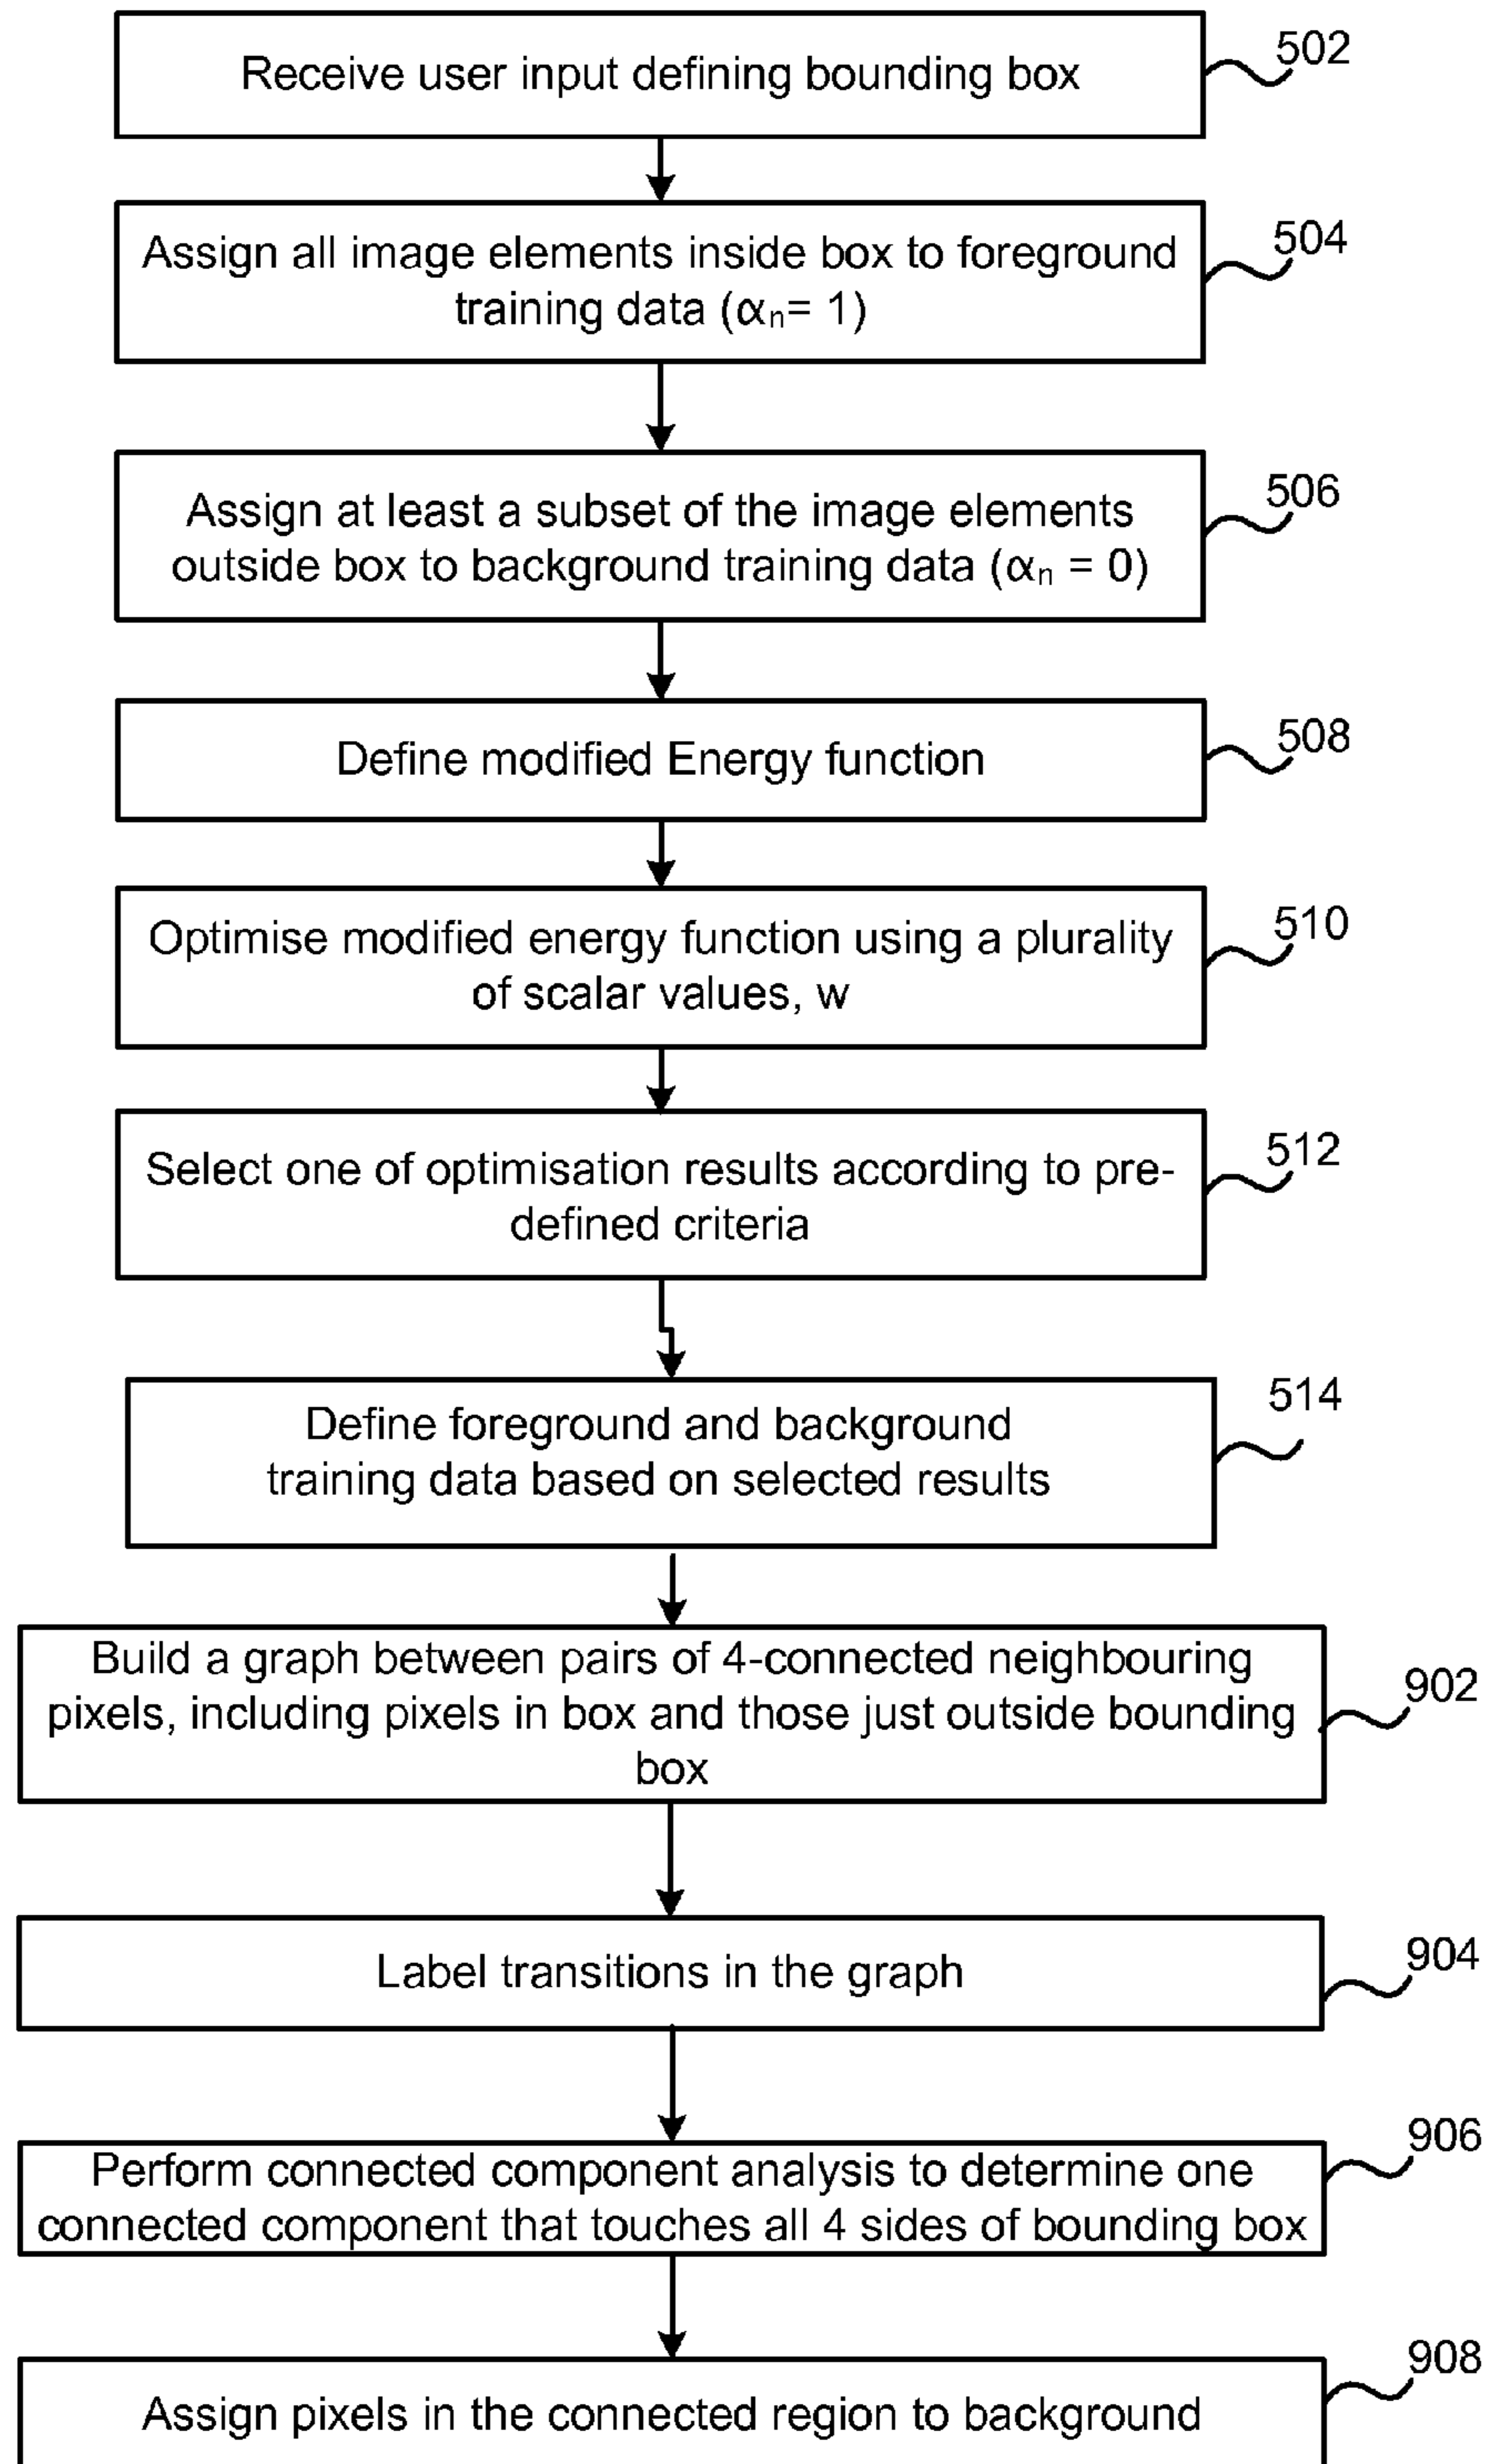 Receive user input defining bounding box
502
Assign all image elements inside box to foreground
training data (αn= 1)
504
Assign at least a subset of the image elements
outside box to background training data (αn = 0)
506
Define modified Energy function
508
Optimise modified energy function using a plurality
of scalar values, w
510
Select one of optimisation results according to pre-
defined criteria
512
Define foreground and background
training data based on selected results
514
Build a graph between pairs of 4-connected neighbouring
pixels, including pixels in box and those just outside bounding
box
902
Label transitions in the graph
904
Perform connected component analysis to determine one
connected component that touches all 4 sides of bounding box
906
Assign pixels in the connected region to background
908